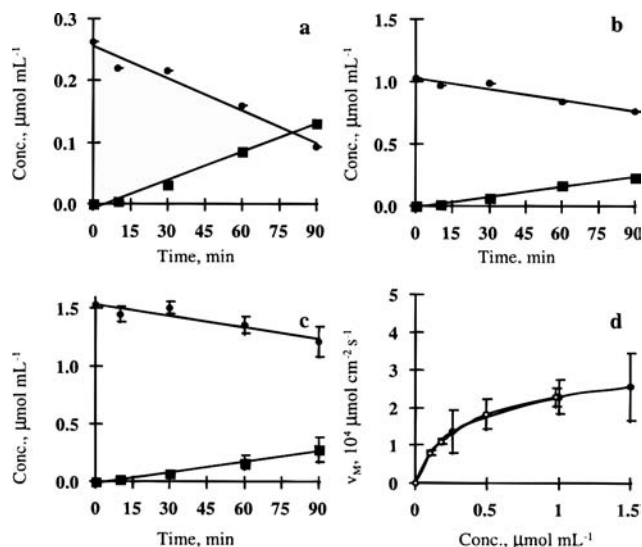 a
0.3
0.2
0.1
0.0
Conc., µmol mL⁻¹
0 15 30 45 60 75 90
Time, min
b
1.5
1.0
0.5
0.0
Conc., µmol mL⁻¹
0 15 30 45 60 75 90
Time, min
c
1.5
1.0
0.5
0.0
Conc., µmol mL⁻¹
0 15 30 45 60 75 90
Time, min
d
5
4
3
2
1
0
v_M, 10⁴ µmol cm⁻² s⁻¹
0 0.5 1.0 1.5
Conc., µmol mL⁻¹